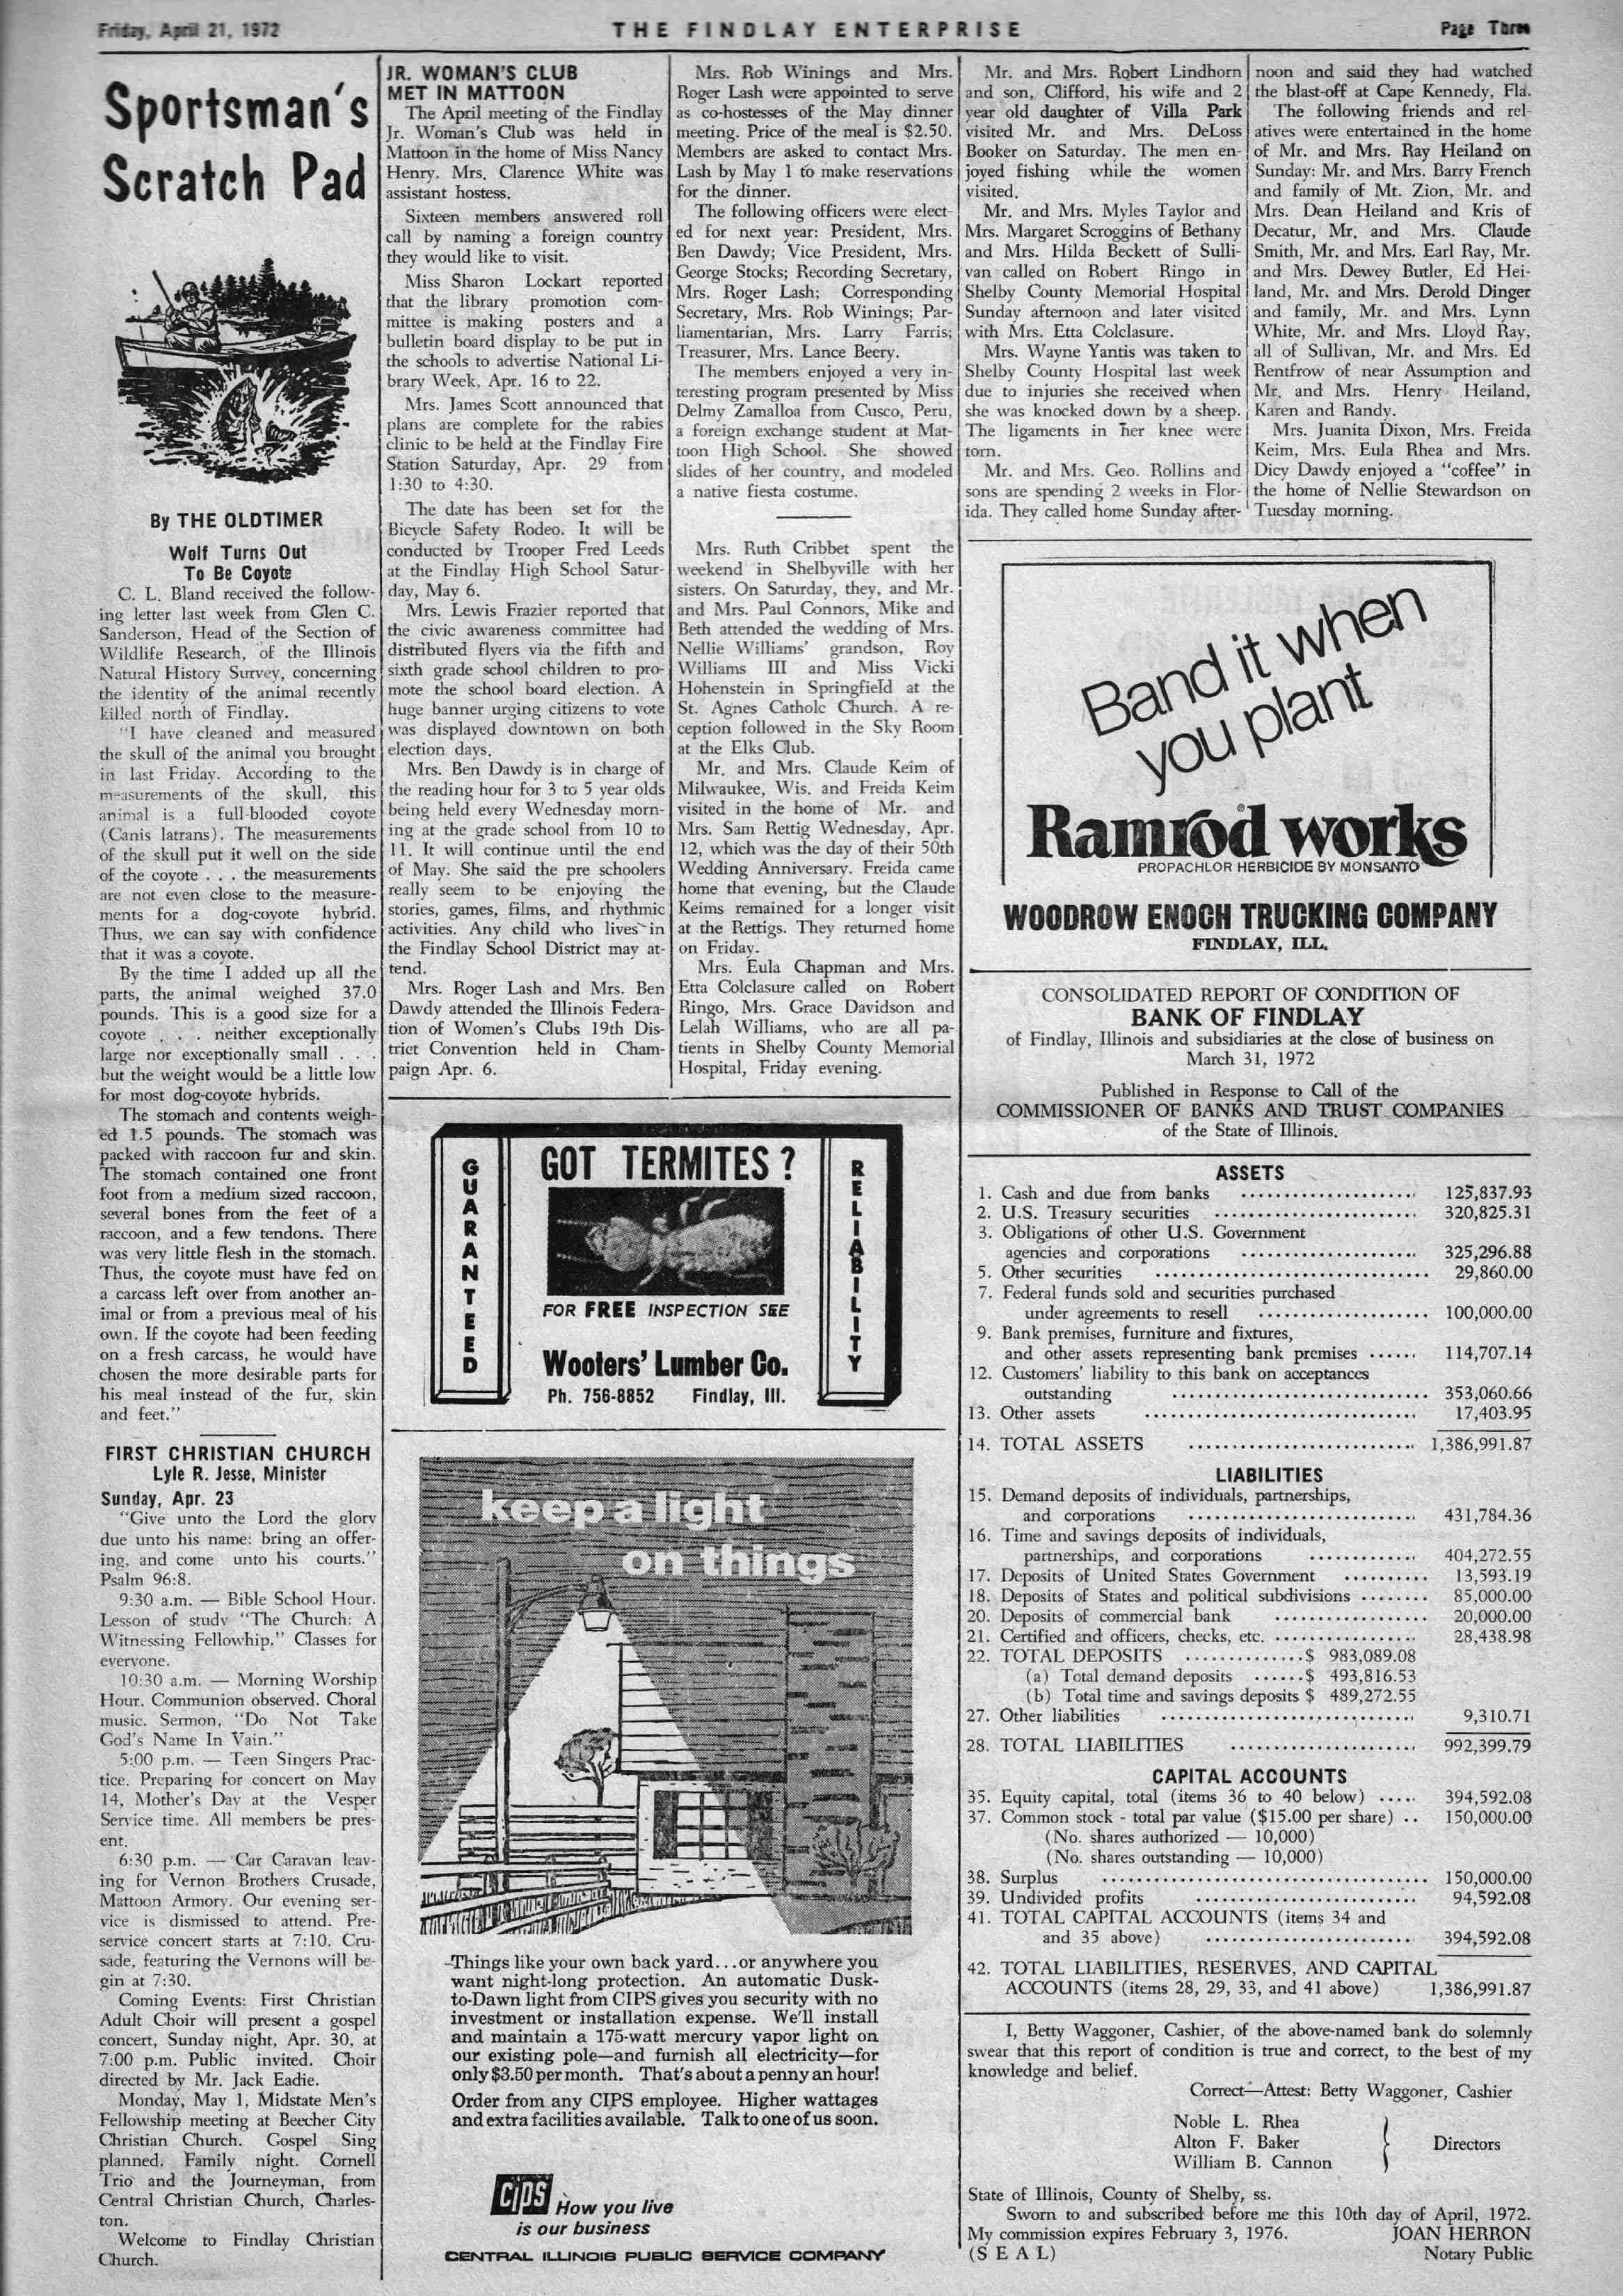 Friday, April 21, 1972
THE FINDLAY ENTERPRISE
Page Three
Sportsman's
Scratch Pad
By THE OLDTIMER
Wolf Turns Out
To Be Coyote
C. L. Bland received the follow-
ing letter last week from Glen C.
Sanderson, Head of the Section of
Wildlife Research, of the Illinois
Natural History Survey, concerning
the identity of the animal recently
killed north of Findlay.
"I have cleaned and measured
the skull of the animal you brought
in last Friday. According to the
measurements of the skull, this
animal is a full-blooded coyote
(Canis latrans). The measurements
of the skull put it well on the side
of the coyote . . . the measurements
are not even close to the measure-
ments for a dog-coyote hybrid.
Thus, we can say with confidence
that it was a coyote.
By the time I added up all the
parts, the animal weighed 37.0
pounds. This is a good size for a
coyote . . . neither exceptionally
large nor exceptionally small . . .
but the weight would be a little low
for most dog-coyote hybrids.
The stomach and contents weigh-
ed 1.5 pounds. The stomach was
packed with raccoon fur and skin.
The stomach contained one front
foot from a medium sized raccoon,
several bones from the feet of a
raccoon, and a few tendons. There
was very little flesh in the stomach.
Thus, the coyote must have fed on
a carcass left over from another an-
imal or from a previous meal of his
own. If the coyote had been feeding
on a fresh carcass, he would have
chosen the more desirable parts for
his meal instead of the fur, skin
and feet."
FIRST CHRISTIAN CHURCH
Lyle R. Jesse, Minister
Sunday, Apr. 23
"Give unto the Lord the glory
due unto his name: bring an offer-
ing, and come unto his courts."
Psalm 96:8.
9:30 a.m. — Bible School Hour.
Lesson of study "The Church: A
Witnessing Fellowhip." Classes for
everyone.
10:30 a.m. — Morning Worship
Hour. Communion observed. Choral
music. Sermon, "Do Not Take
God's Name In Vain."
5:00 p.m. — Teen Singers Prac-
tice. Preparing for concert on May
14, Mother's Day at the Vesper
Service time. All members be pres-
ent.
6:30 p.m. — Car Caravan leav-
ing for Vernon Brothers Crusade,
Mattoon Armory. Our evening ser-
vice is dismissed to attend. Pre-
service concert starts at 7:10. Cru-
sade, featuring the Vernons will be-
gin at 7:30.
Coming Events: First Christian
Adult Choir will present a gospel
concert, Sunday night, Apr. 30, at
7:00 p.m. Public invited. Choir
directed by Mr. Jack Eadie.
Monday, May 1, Midstate Men's
Fellowship meeting at Beecher City
Christian Church. Gospel Sing
planned. Family night. Cornell
Trio and the Journeyman, from
Central Christian Church, Charles-
ton.
Welcome to Findlay Christian
Church.
JR. WOMAN'S CLUB
MET IN MATTOON
The April meeting of the Findlay
Jr. Woman's Club was held in
Mattoon in the home of Miss Nancy
Henry. Mrs. Clarence White was
assistant hostess.
Sixteen members answered roll
call by naming a foreign country
they would like to visit.
Miss Sharon Lockart reported
that the library promotion com-
mittee is making posters and a
bulletin board display to be put in
the schools to advertise National Li-
brary Week, Apr. 16 to 22.
Mrs. James Scott announced that
plans are complete for the rabies
clinic to be held at the Findlay Fire
Station Saturday, Apr. 29 from
1:30 to 4:30.
The date has been set for the
Bicycle Safety Rodeo. It will be
conducted by Trooper Fred Leeds
at the Findlay High School Satur-
day, May 6.
Mrs. Lewis Frazier reported that
the civic awareness committee had
distributed flyers via the fifth and
sixth grade school children to pro-
mote the school board election. A
huge banner urging citizens to vote
was displayed downtown on both
election days.
Mrs. Ben Dawdy is in charge of
the reading hour for 3 to 5 year olds
being held every Wednesday morn-
ing at the grade school from 10 to
11. It will continue until the end
of May. She said the pre schoolers
really seem to be enjoying the
stories, games, films, and rhythmic
activities. Any child who lives in
the Findlay School District may at-
tend.
Mrs. Roger Lash and Mrs. Ben
Dawdy attended the Illinois Federa-
tion of Women's Clubs 19th Dis-
trict Convention held in Cham-
paign Apr. 6.
Mrs. Rob Winings and Mrs.
Roger Lash were appointed to serve
as co-hostesses of the May dinner
meeting. Price of the meal is $2.50.
Members are asked to contact Mrs.
Lash by May 1 to make reservations
for the dinner.
The following officers were elect-
ed for next year: President, Mrs.
Ben Dawdy; Vice President, Mrs.
George Stocks; Recording Secretary,
Mrs. Roger Lash; Corresponding
Secretary, Mrs. Rob Winings; Par-
liamentarian, Mrs. Larry Farris;
Treasurer, Mrs. Lance Beery.
The members enjoyed a very in-
teresting program presented by Miss
Delmy Zamalloa from Cusco, Peru,
a foreign exchange student at Mat-
toon High School. She showed
slides of her country, and modeled
a native fiesta costume.
Mrs. Ruth Cribbet spent the
weekend in Shelbyville with her
sisters. On Saturday, they, and Mr.
and Mrs. Paul Connors, Mike and
Beth attended the wedding of Mrs.
Nellie Williams' grandson, Roy
Williams III and Miss Vicki
Hohenstein in Springfield at the
St. Agnes Catholc Church. A re-
ception followed in the Sky Room
at the Elks Club.
Mr. and Mrs. Claude Keim of
Milwaukee, Wis. and Freida Keim
visited in the home of Mr. and
Mrs. Sam Rettig Wednesday, Apr.
12, which was the day of their 50th
Wedding Anniversary. Freida came
home that evening, but the Claude
Keims remained for a longer visit
at the Rettigs. They returned home
on Friday.
Mrs. Eula Chapman and Mrs.
Etta Colclasure called on Robert
Ringo, Mrs. Grace Davidson and
Lelah Williams, who are all pa-
tients in Shelby County Memorial
Hospital, Friday evening.
GUARANTEED
GOT TERMITES?
FOR FREE INSPECTION SEE
Wooters' Lumber Co.
Ph. 756-8852 Findlay, Ill.
RELIABILITY
keep a light
on things
Things like your own back yard...or anywhere you
want night-long protection. An automatic Dusk-
to-Dawn light from CIPS gives you security with no
investment or installation expense. We'll install
and maintain a 175-watt mercury vapor light on
our existing pole—and furnish all electricity—for
only $3.50 per month. That's about a penny an hour!
Order from any CIPS employee. Higher wattages
and extra facilities available. Talk to one of us soon.
CIPS How you live
is our business
CENTRAL ILLINOIS PUBLIC SERVICE COMPANY
Mr. and Mrs. Robert Lindhorn
and son, Clifford, his wife and 2
year old daughter of Villa Park
visited Mr. and Mrs. DeLoss
Booker on Saturday. The men en-
joyed fishing while the women
visited.
Mr. and Mrs. Myles Taylor and
Mrs. Margaret Scroggins of Bethany
and Mrs. Hilda Beckett of Sulli-
van called on Robert Ringo in
Shelby County Memorial Hospital
Sunday afternoon and later visited
with Mrs. Etta Colclasure.
Mrs. Wayne Yantis was taken to
Shelby County Hospital last week
due to injuries she received when
she was knocked down by a sheep.
The ligaments in her knee were
torn.
Mr. and Mrs. Geo. Rollins and
sons are spending 2 weeks in Flor-
ida. They called home Sunday after-
noon and said they had watched
the blast-off at Cape Kennedy, Fla.
The following friends and rel-
atives were entertained in the home
of Mr. and Mrs. Ray Heiland on
Sunday: Mr. and Mrs. Barry French
and family of Mt. Zion, Mr. and
Mrs. Dean Heiland and Kris of
Decatur, Mr. and Mrs. Claude
Smith, Mr. and Mrs. Earl Ray, Mr.
and Mrs. Dewey Butler, Ed Hei-
land, Mr. and Mrs. Derold Dinger
and family, Mr. and Mrs. Lynn
White, Mr. and Mrs. Lloyd Ray,
all of Sullivan, Mr. and Mrs. Ed
Rentfrow of near Assumption and
Mr. and Mrs. Henry Heiland,
Karen and Randy.
Mrs. Juanita Dixon, Mrs. Freida
Keim, Mrs. Eula Rhea and Mrs.
Dicy Dawdy enjoyed a "coffee" in
the home of Nellie Stewardson on
Tuesday morning.
Band it when
you plant
Ramrod works
PROPACHLOR HERBICIDE BY MONSANTO
WOODROW ENOCH TRUCKING COMPANY
FINDLAY, ILL.
CONSOLIDATED REPORT OF CONDITION OF
BANK OF FINDLAY
of Findlay, Illinois and subsidiaries at the close of business on
March 31, 1972
Published in Response to Call of the
COMMISSIONER OF BANKS AND TRUST COMPANIES
of the State of Illinois.
ASSETS
1. Cash and due from banks .................... 125,837.93
2. U.S. Treasury securities .................... 320,825.31
3. Obligations of other U.S. Government
agencies and corporations .................... 325,296.88
5. Other securities .................... 29,860.00
7. Federal funds sold and securities purchased
under agreements to resell .................... 100,000.00
9. Bank premises, furniture and fixtures,
and other assets representing bank premises ...... 114,707.14
12. Customers' liability to this bank on acceptances
outstanding .................... 353,060.66
13. Other assets .................... 17,403.95
14. TOTAL ASSETS .................... 1,386,991.87
LIABILITIES
15. Demand deposits of individuals, partnerships,
and corporations .................... 431,784.36
16. Time and savings deposits of individuals,
partnerships, and corporations ............ 404,272.55
17. Deposits of United States Government .......... 13,593.19
18. Deposits of States and political subdivisions ........ 85,000.00
20. Deposits of commercial bank .................. 20,000.00
21. Certified and officers, checks, etc. ................ 28,438.98
22. TOTAL DEPOSITS ..............$ 983,089.08
(a) Total demand deposits ......$ 493,816.53
(b) Total time and savings deposits $ 489,272.55
27. Other liabilities .................... 9,310.71
28. TOTAL LIABILITIES .................... 992,399.79
CAPITAL ACCOUNTS
35. Equity capital, total (items 36 to 40 below) ..... 394,592.08
37. Common stock - total par value ($15.00 per share) .. 150,000.00
(No. shares authorized — 10,000)
(No. shares outstanding — 10,000)
38. Surplus .................... 150,000.00
39. Undivided profits .................... 94,592.08
41. TOTAL CAPITAL ACCOUNTS (items 34 and
and 35 above) .................... 394,592.08
42. TOTAL LIABILITIES, RESERVES, AND CAPITAL
ACCOUNTS (items 28, 29, 33, and 41 above) 1,386,991.87
I, Betty Waggoner, Cashier, of the above-named bank do solemnly
swear that this report of condition is true and correct, to the best of my
knowledge and belief.
Correct—Attest: Betty Waggoner, Cashier
Noble L. Rhea
Alton F. Baker
William B. Cannon
Directors
State of Illinois, County of Shelby, ss.
Sworn to and subscribed before me this 10th day of April, 1972.
My commission expires February 3, 1976. JOAN HERRON
(S E A L) Notary Public